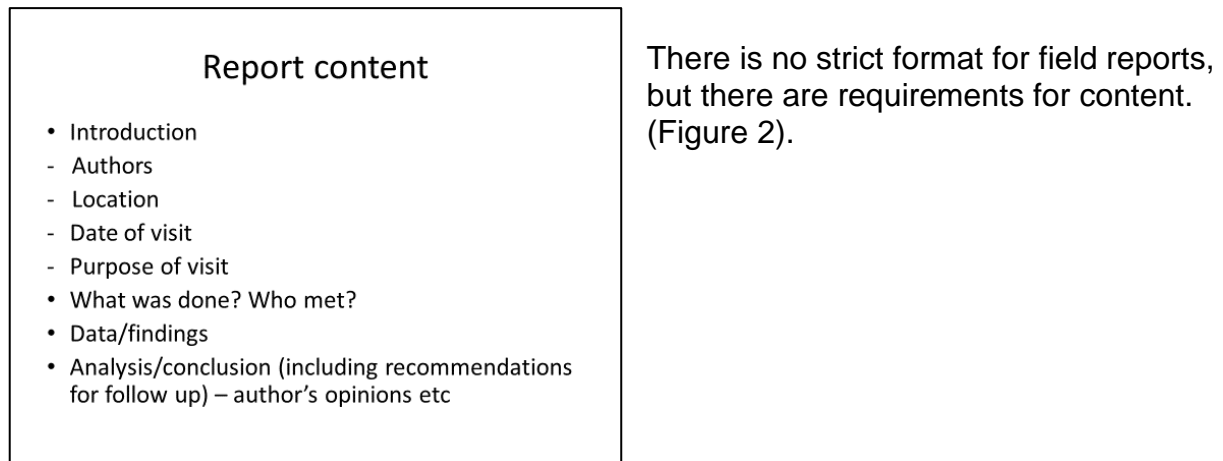 Report content
• Introduction
- Authors
- Location
- Date of visit
- Purpose of visit
• What was done? Who met?
• Data/findings
• Analysis/conclusion (including recommendations
for follow up) – author's opinions etc
There is no strict format for field reports,
but there are requirements for content.
(Figure 2).